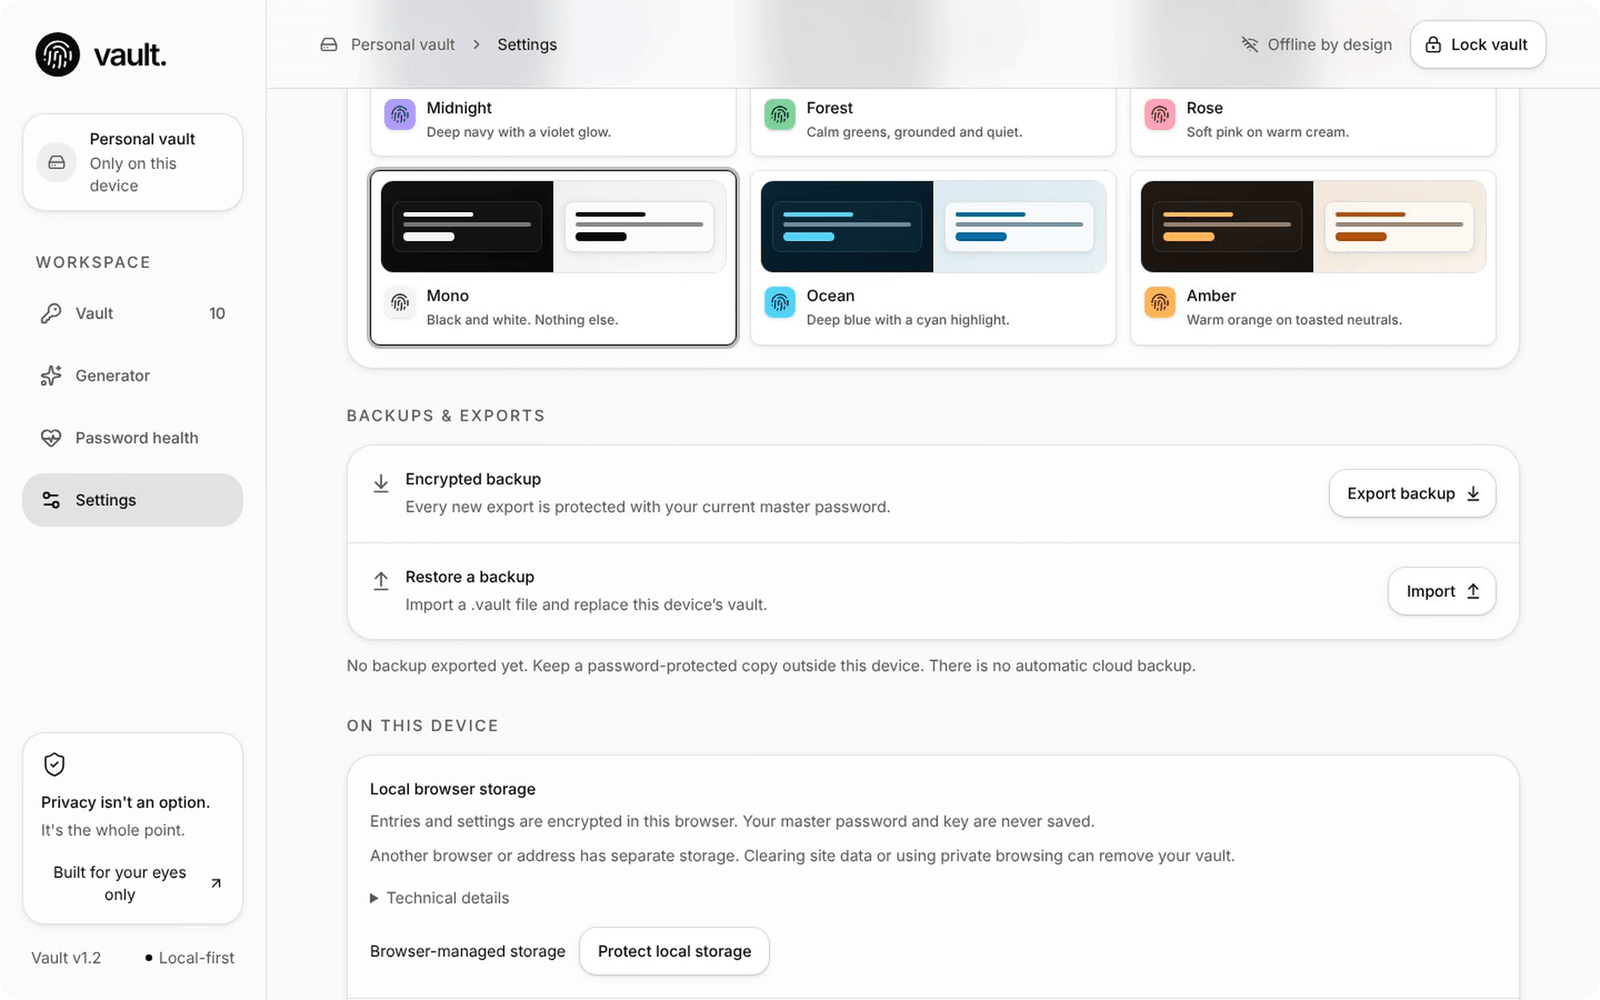 vault.
Personal vault
Only on this
device
WORKSPACE
Vault 10
Generator
Password health
Settings
Privacy isn't an option.
It's the whole point.
Built for your eyes
only
Vault v1.2 Local-first
Personal vault > Settings
Offline by design
Lock vault
Midnight
Deep navy with a violet glow.
Forest
Calm greens, grounded and quiet.
Rose
Soft pink on warm cream.
Mono
Black and white. Nothing else.
Ocean
Deep blue with a cyan highlight.
Amber
Warm orange on toasted neutrals.
BACKUPS & EXPORTS
Encrypted backup
Every new export is protected with your current master password.
Export backup
Restore a backup
Import a .vault file and replace this device’s vault.
Import
No backup exported yet. Keep a password-protected copy outside this device. There is no automatic cloud backup.
ON THIS DEVICE
Local browser storage
Entries and settings are encrypted in this browser. Your master password and key are never saved.
Another browser or address has separate storage. Clearing site data or using private browsing can remove your vault.
Technical details
Browser-managed storage
Protect local storage